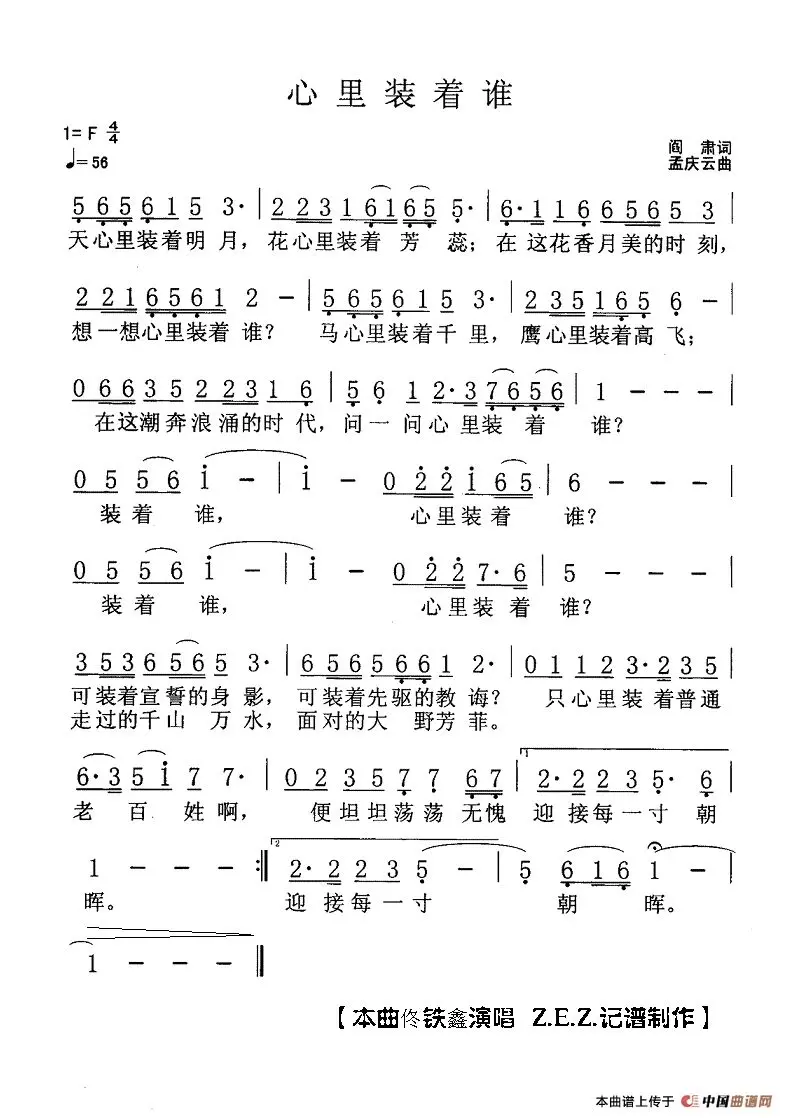 心里装着谁
1= F 4/4
♩=56
阎 肃词
孟庆云曲
5 6 5 6 1 5 3· | 2 2 3 1 6 1 6 5 5· | 6· 1 1 6 6 5 6 5 3 |
天心里装着明月，花心里装着 芳 蕊；在 这花香月美的时刻，
2 2 1 6 5 6 1 2 – | 5 6 5 6 1 5 3· | 2 3 5 1 6 5 6 – |
想一想心里装着 谁？ 马心里装着千里，鹰心里装着高飞；
0 6 6 3 5 2 2 3 1 6 | 5 6 1 2·3 7 6 5 6 | 1 – – – |
在这潮奔浪涌的时代，问一问心里装 着 谁？
0 5 5 6 i – | i – 0 2 2 i 6 5 | 6 – – – |
装着 谁， 心里装着 谁？
0 5 5 6 i – | i – 0 2 2 7·6 | 5 – – – |
装着 谁， 心里装 着 谁？
3 5 3 6 5 6 5 5 3· | 6 5 6 5 6 6 1 2· | 0 1 1 2 3·2 3 5 |
可装着宣誓的身 影，可装着先驱的教诲？ 只心里装 着普通
走过的千山 万水，面对的大 野芳菲。
6·3 5 i 7 7· | 0 2 3 5 7 7 6 7 | 2·2 2 3 5· 6 |
1
老 百 姓啊， 便坦坦荡荡 无愧 迎 接每一寸 朝
1 – – – :‖ 2·2 2 3 5 – | 5 6 1 6 1 – |
2
晖。 迎 接每一寸 朝 晖。
1 – – – ‖
【本曲佟铁鑫演唱 Z.E.Z.记谱制作】
本曲谱上传于 中国曲谱网